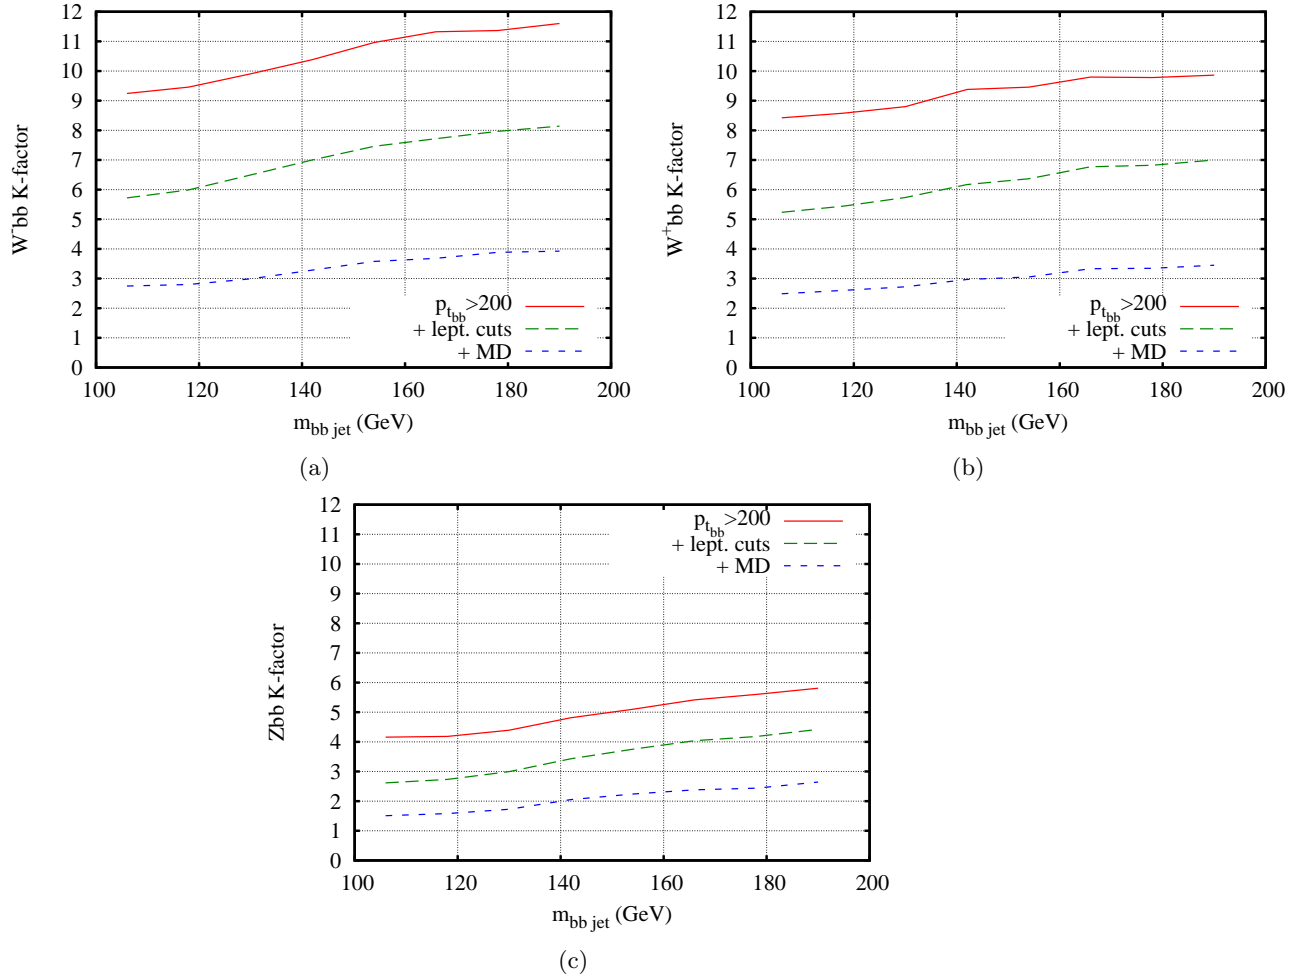 12
11
10
9
8
7
6
5
4
3
2
1
0
W⁻bb K-factor
p_{t_{bb}}>200
+ lept. cuts
+ MD
100 120 140 160 180 200
m_{bb jet} (GeV)
(a)
12
11
10
9
8
7
6
5
4
3
2
1
0
W⁺bb K-factor
p_{t_{bb}}>200
+ lept. cuts
+ MD
100 120 140 160 180 200
m_{bb jet} (GeV)
(b)
12
11
10
9
8
7
6
5
4
3
2
1
0
Zbb K-factor
p_{t_{bb}}>200
+ lept. cuts
+ MD
100 120 140 160 180 200
m_{bb jet} (GeV)
(c)